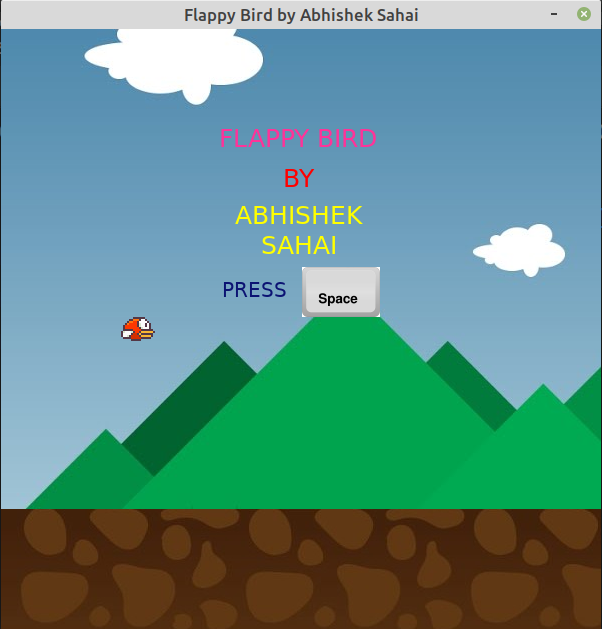 Flappy Bird by Abhishek Sahai
FLAPPY BIRD
BY
ABHISHEK
SAHAI
PRESS Space